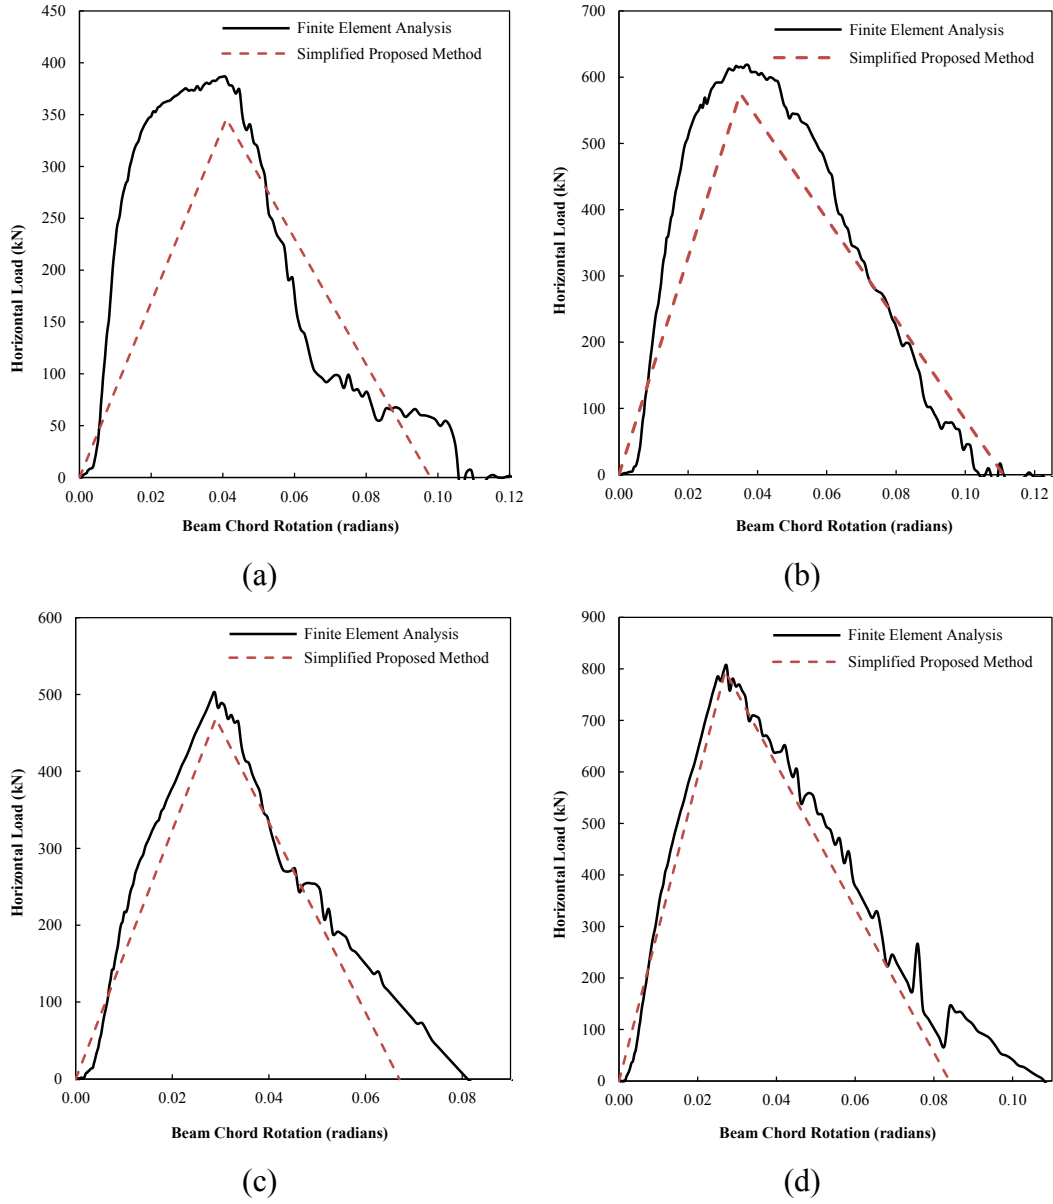 450
400
350
300
250
200
150
100
50
0
Horizontal Load (kN)
Finite Element Analysis
Simplified Proposed Method
0.00 0.02 0.04 0.06 0.08 0.10 0.12
Beam Chord Rotation (radians)
(a)
700
600
500
400
300
200
100
0
Horizontal Load (kN)
Finite Element Analysis
Simplified Proposed Method
0.00 0.02 0.04 0.06 0.08 0.10 0.12
Beam Chord Rotation (radians)
(b)
600
500
400
300
200
100
0
Horizontal Load (kN)
Finite Element Analysis
Simplified Proposed Method
0.00 0.02 0.04 0.06 0.08
Beam Chord Rotation (radians)
(c)
900
800
700
600
500
400
300
200
100
0
Horizontal Load (kN)
Finite Element Analysis
Simplified Proposed Method
0.00 0.02 0.04 0.06 0.08 0.10
Beam Chord Rotation (radians)
(d)